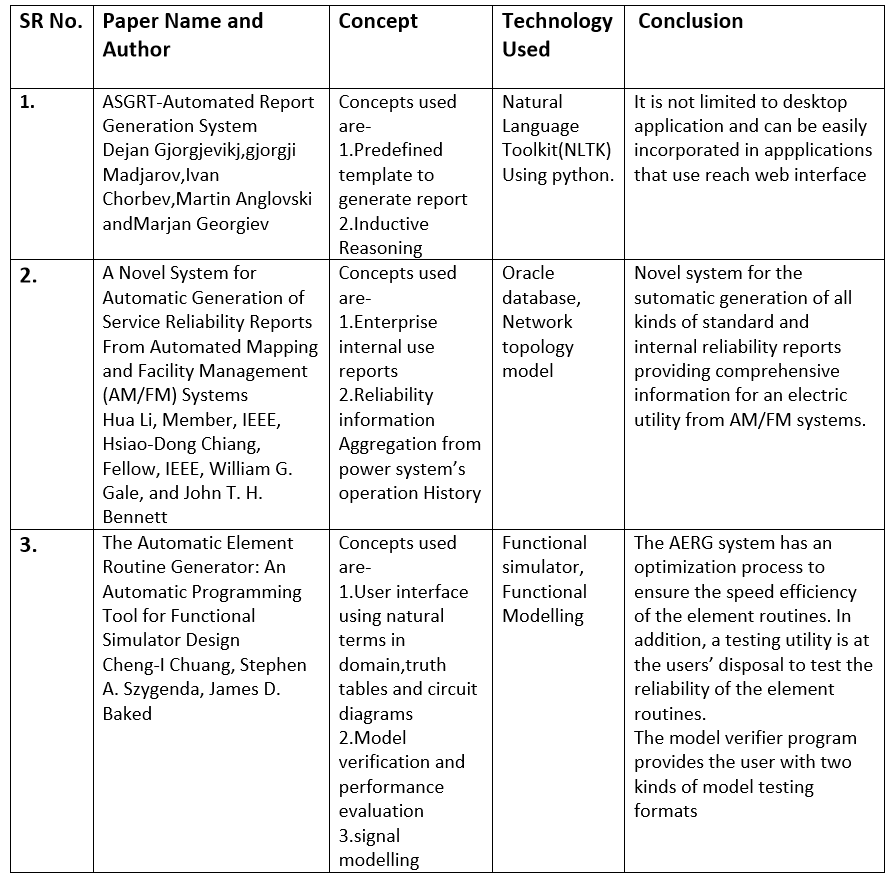 SR No.
Paper Name and
Author
Concept
Technology
Used
Conclusion
1.
ASGRT-Automated Report
Generation System
Dejan Gjorgjevikj,gjorgji
Madjarov,Ivan
Chorbev,Martin Anglovski
andMarjan Georgiev
Concepts used
are-
1.Predefined
template to
generate report
2.Inductive
Reasoning
Natural
Language
Toolkit(NLTK)
Using python.
It is not limited to desktop
application and can be easily
incorporated in appplications
that use reach web interface
2.
A Novel System for
Automatic Generation of
Service Reliability Reports
From Automated Mapping
and Facility Management
(AM/FM) Systems
Hua Li, Member, IEEE,
Hsiao-Dong Chiang,
Fellow, IEEE, William G.
Gale, and John T. H.
Bennett
Concepts used
are-
1.Enterprise
internal use
reports
2.Reliability
information
Aggregation from
power system’s
operation History
Oracle
database,
Network
topology
model
Novel system for the
sutomatic generation of all
kinds of standard and
internal reliability reports
providing comprehensive
information for an electric
utility from AM/FM systems.
3.
The Automatic Element
Routine Generator: An
Automatic Programming
Tool for Functional
Simulator Design
Cheng-I Chuang, Stephen
A. Szygenda, James D.
Baked
Concepts used
are-
1.User interface
using natural
terms in
domain,truth
tables and circuit
diagrams
2.Model
verification and
performance
evaluation
3.signal
modelling
Functional
simulator,
Functional
Modelling
The AERG system has an
optimization process to
ensure the speed efficiency
of the element routines. In
addition, a testing utility is at
the users’ disposal to test the
reliability of the element
routines.
The model verifier program
provides the user with two
kinds of model testing
formats